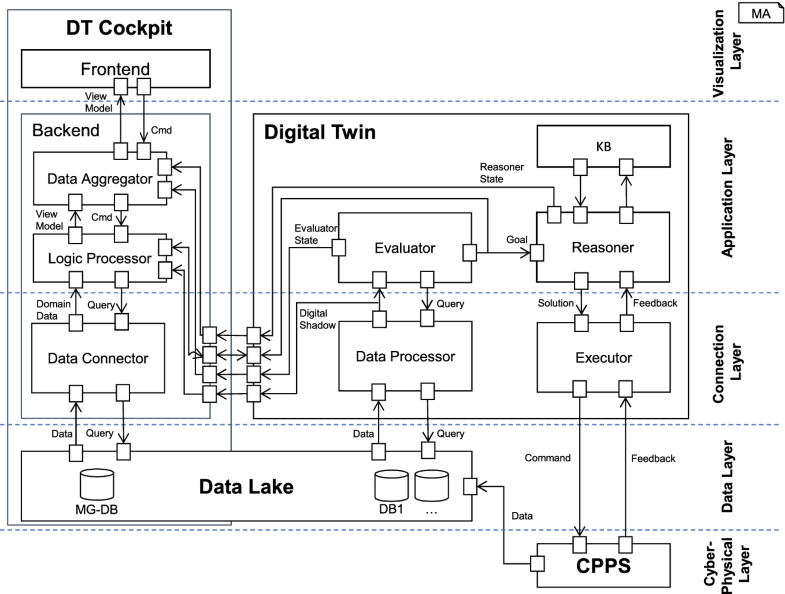 MA
DT Cockpit
Frontend
Visualization
Layer
View
Model
Cmd
Backend
Digital Twin
KB
Data Aggregator
Reasoner
State
Application Layer
View
Model
Cmd
Evaluator
State
Logic Processor
Evaluator
Goal
Reasoner
Domain
Data
Query
Digital
Shadow
Query
Solution
Feedback
Data Connector
Data Processor
Executor
Connection
Layer
Data
Query
Data
Query
Command
Feedback
Data Lake
MG-DB
DB1
...
Data
Data Layer
CPPS
Cyber-
Physical
Layer